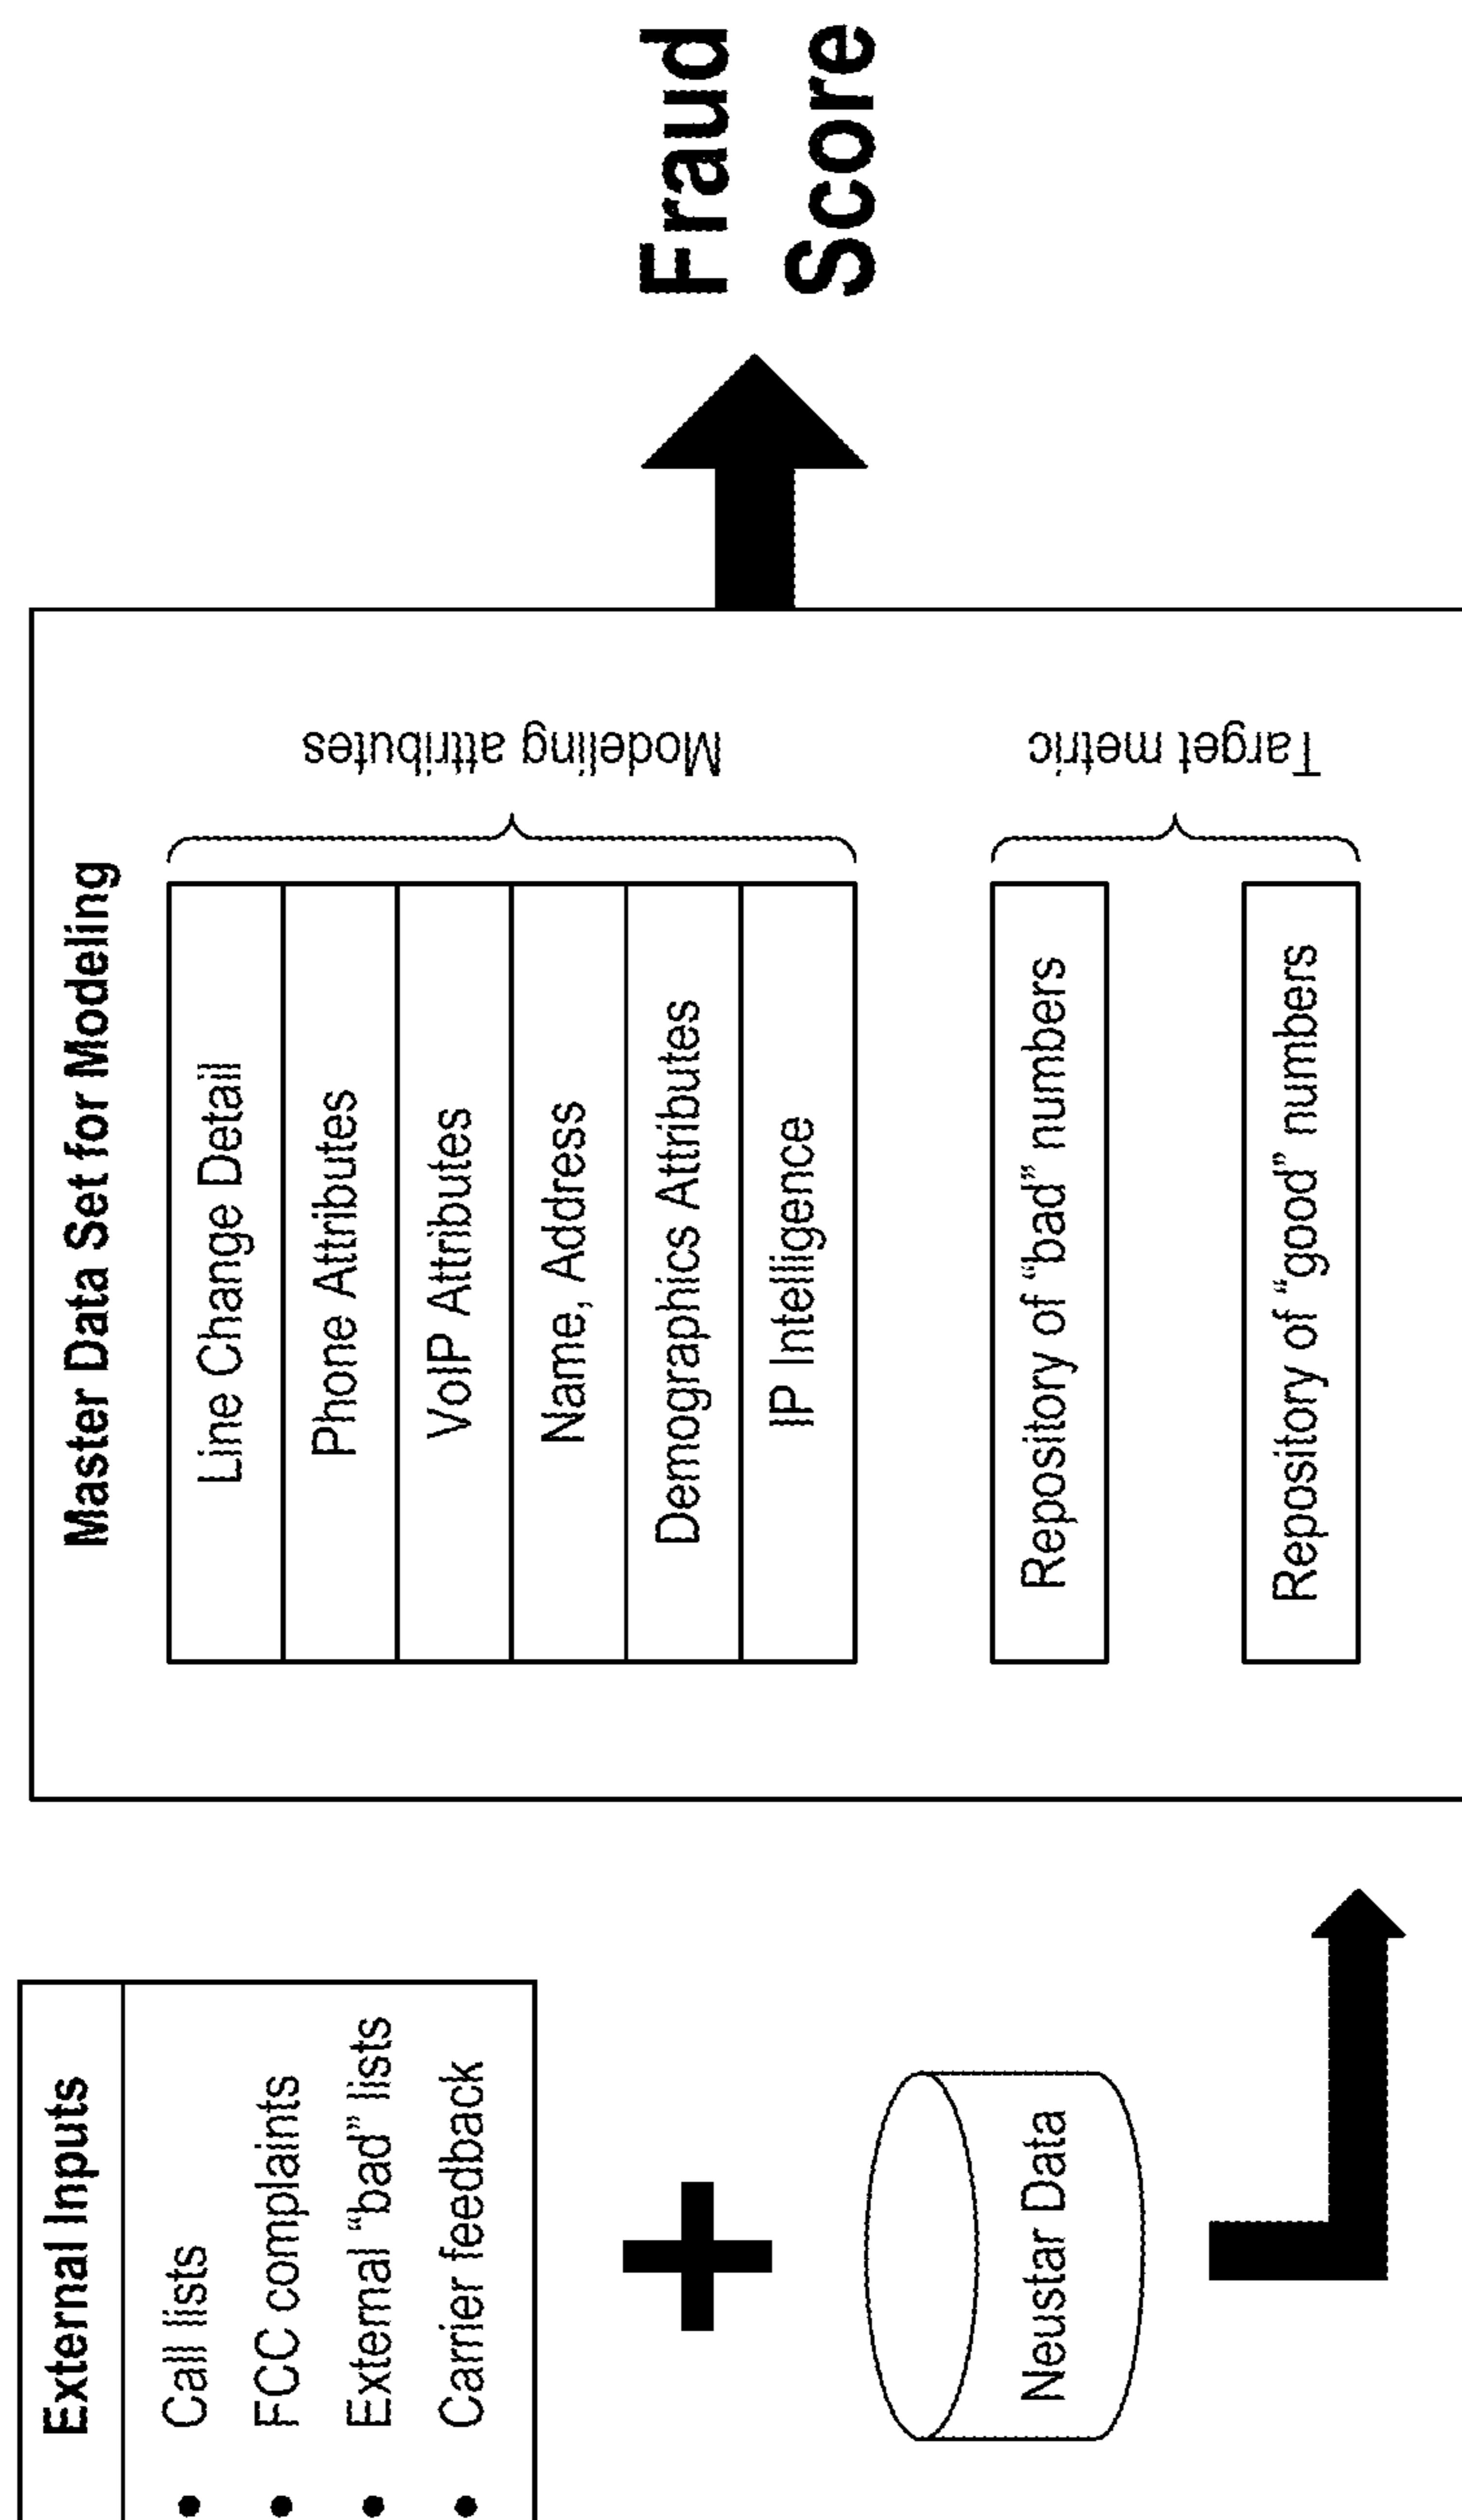 External Inputs
• Call lists
• FCC complaints
• External “bad” lists
• Carrier feedback
Neustar Data
Master Data Set for Modeling
Line Change Detail
Phone Attributes
VoIP Attributes
Name, Address
Demographics Attributes
IP Intelligence
Modeling attributes
Repository of “bad” numbers
Repository of “good” numbers
Target metric
Fraud
Score